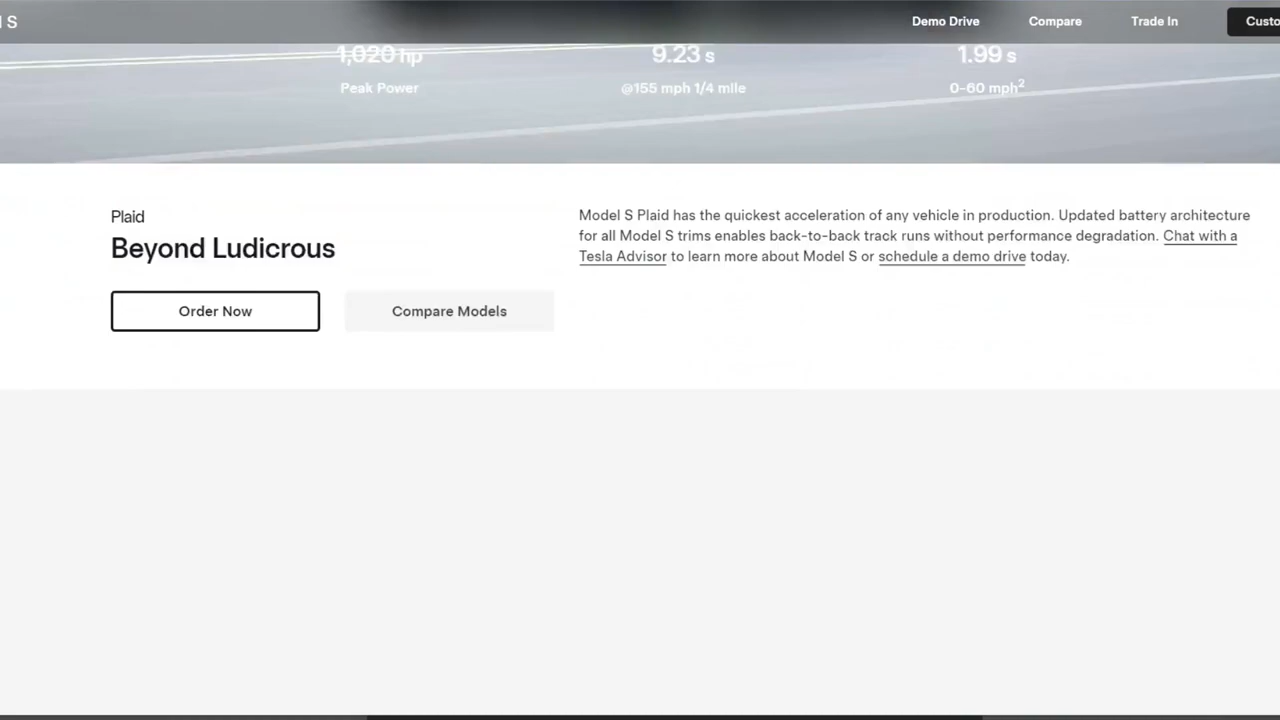 S
Demo Drive Compare Trade In Custo
1,020 hp 9.23 s 1.99 s
Peak Power @155 mph 1/4 mile 0-60 mph²
Plaid
Beyond Ludicrous
Order Now Compare Models
Model S Plaid has the quickest acceleration of any vehicle in production. Updated battery architecture
for all Model S trims enables back-to-back track runs without performance degradation. Chat with a
Tesla Advisor to learn more about Model S or schedule a demo drive today.